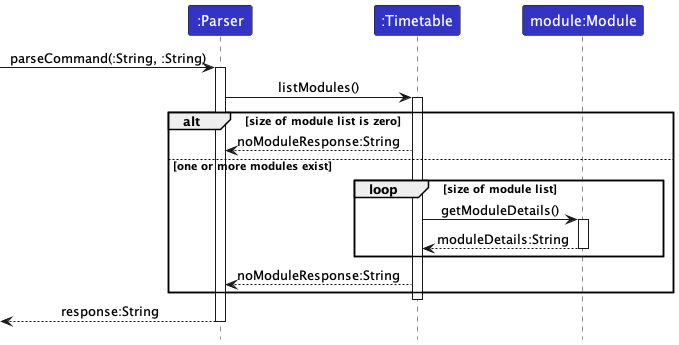 :Parser
:Timetable
module:Module
parseCommand(:String, :String)
listModules()
alt
[size of module list is zero]
noModuleResponse:String
[one or more modules exist]
loop
[size of module list]
getModuleDetails()
moduleDetails:String
noModuleResponse:String
response:String